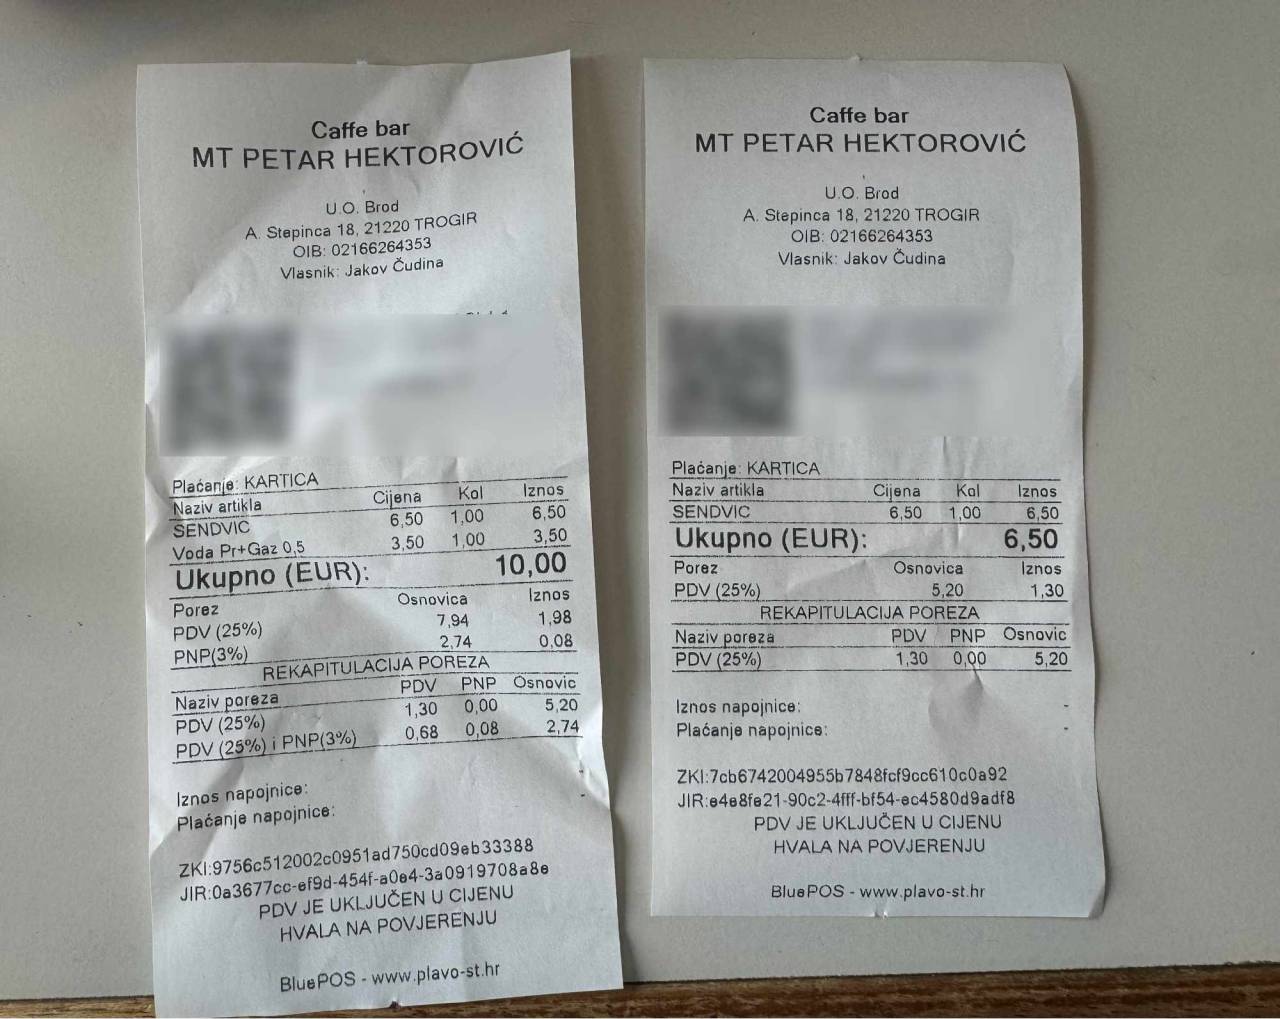 Caffe bar
MT PETAR HEKTOROVIĆ
U.O. Brod
A. Stepinca 18, 21220 TROGIR
OIB: 02166264353
Vlasnik: Jakov Čudina
Plaćanje: KARTICA
Naziv artikla Cijena Kol Iznos
SENDVIC 6,50 1,00 6,50
Voda Pr+Gaz 0,5 3,50 1,00 3,50
Ukupno (EUR): 10,00
Porez Osnovica Iznos
PDV (25%) 7,94 1,98
PNP(3%) 2,74 0,08
REKAPITULACIJA POREZA
Naziv poreza PDV PNP Osnovic
PDV (25%) 1,30 0,00 5,20
PDV (25%) i PNP(3%) 0,68 0,08 2,74
Iznos napojnice: -
Plaćanje napojnice: -
ZKI:9756c512002c0951ad750cd09eb33388
JIR:0a3677cc-ef9d-454f-a0e4-3a0919708a8e
PDV JE UKLJUČEN U CIJENU
HVALA NA POVJERENJU
BluePOS - www.plavo-st.hr
Caffe bar
MT PETAR HEKTOROVIĆ
U.O. Brod
A. Stepinca 18, 21220 TROGIR
OIB: 02166264353
Vlasnik: Jakov Čudina
Plaćanje: KARTICA
Naziv artikla Cijena Kol Iznos
SENDVIC 6,50 1,00 6,50
Ukupno (EUR): 6,50
Porez Osnovica Iznos
PDV (25%) 5,20 1,30
REKAPITULACIJA POREZA
Naziv poreza PDV PNP Osnovic
PDV (25%) 1,30 0,00 5,20
Iznos napojnice: -
Plaćanje napojnice: -
ZKI:7cb6742004955b7848fcf9cc610c0a92
JIR:e4e8fe21-90c2-4fff-bf54-ec4580d9adf8
PDV JE UKLJUČEN U CIJENU
HVALA NA POVJERENJU
BluePOS - www.plavo-st.hr